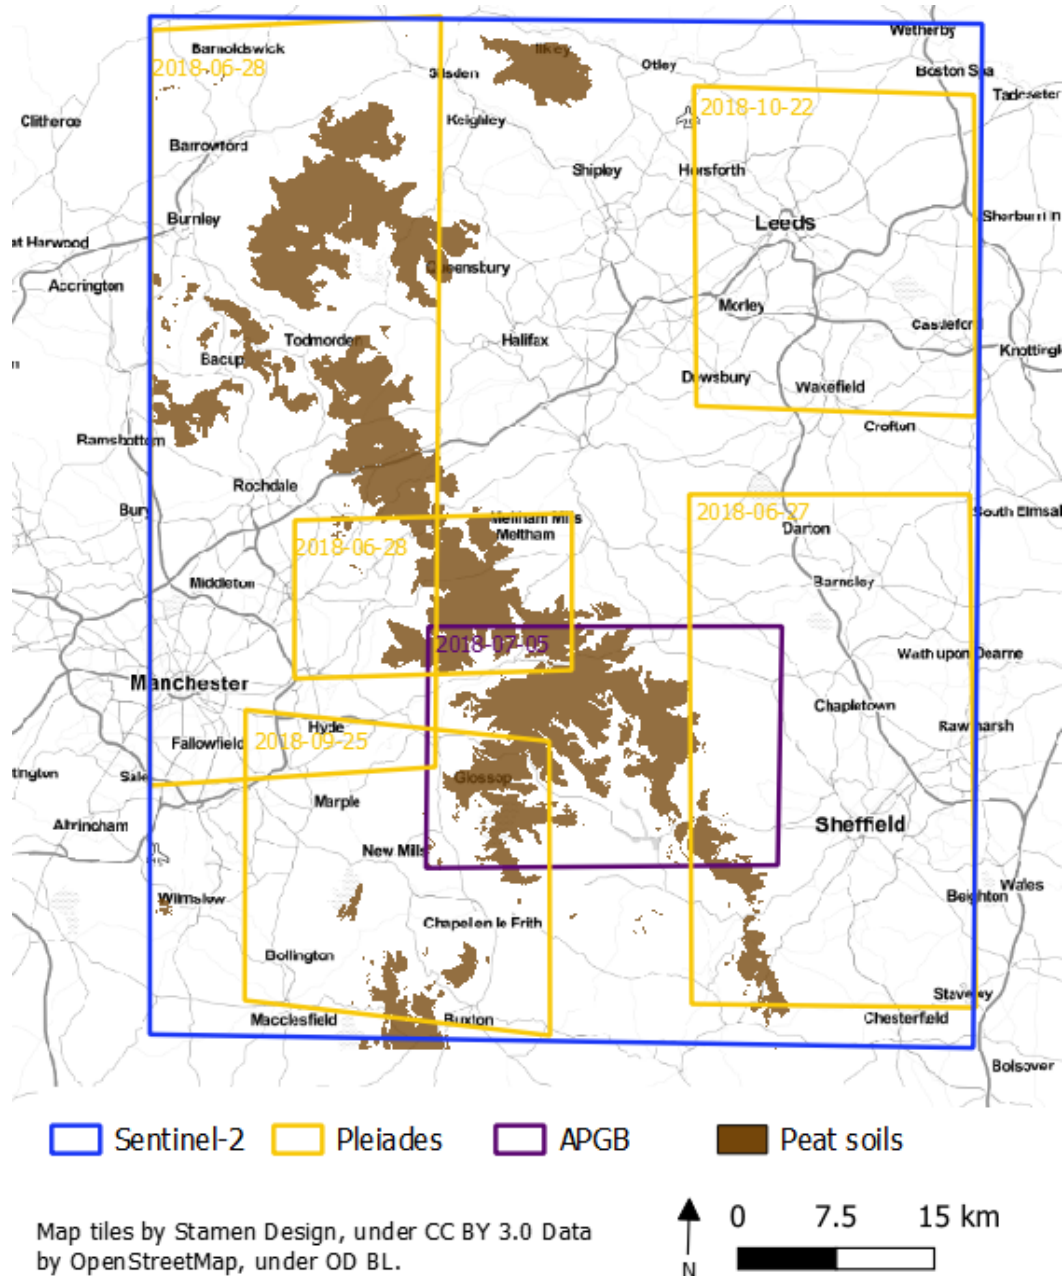 Wetherby
Barnoldswick
Ilkley
2018-06-28
Silsden
Otley
Boston Spa
Tadcaster
2018-10-22
Clitheroe
Keighley
Barrowford
Shipley
Horsforth
Burnley
Leeds
Sherburn in
at Harwood
Queensbury
Accrington
Morley
Castleford
Todmorden
Halifax
Knottingl
Bacup
Dewsbury
Wakefield
Crofton
Ramsbottom
Rochdale
Bury
2018-06-27
South Elmsal
Meltham Mills
Meltham
Darton
2018-06-28
Middleton
Barnsley
2018-07-05
Wath upon Dearne
Manchester
Chapeltown
Hyde
Rawmarsh
Fallowfield
2018-09-25
Sale
Glossop
Marple
Altrincham
Sheffield
New Mills
Wales
Wilmslow
Beighton
Chapel en le Frith
Bollington
Staveley
Macclesfield
Buxton
Chesterfield
Bolsover
Sentinel-2
Pleiades
APGB
Peat soils
0 7.5 15 km
Map tiles by Stamen Design, under CC BY 3.0 Data
by OpenStreetMap, under OD BL.
N